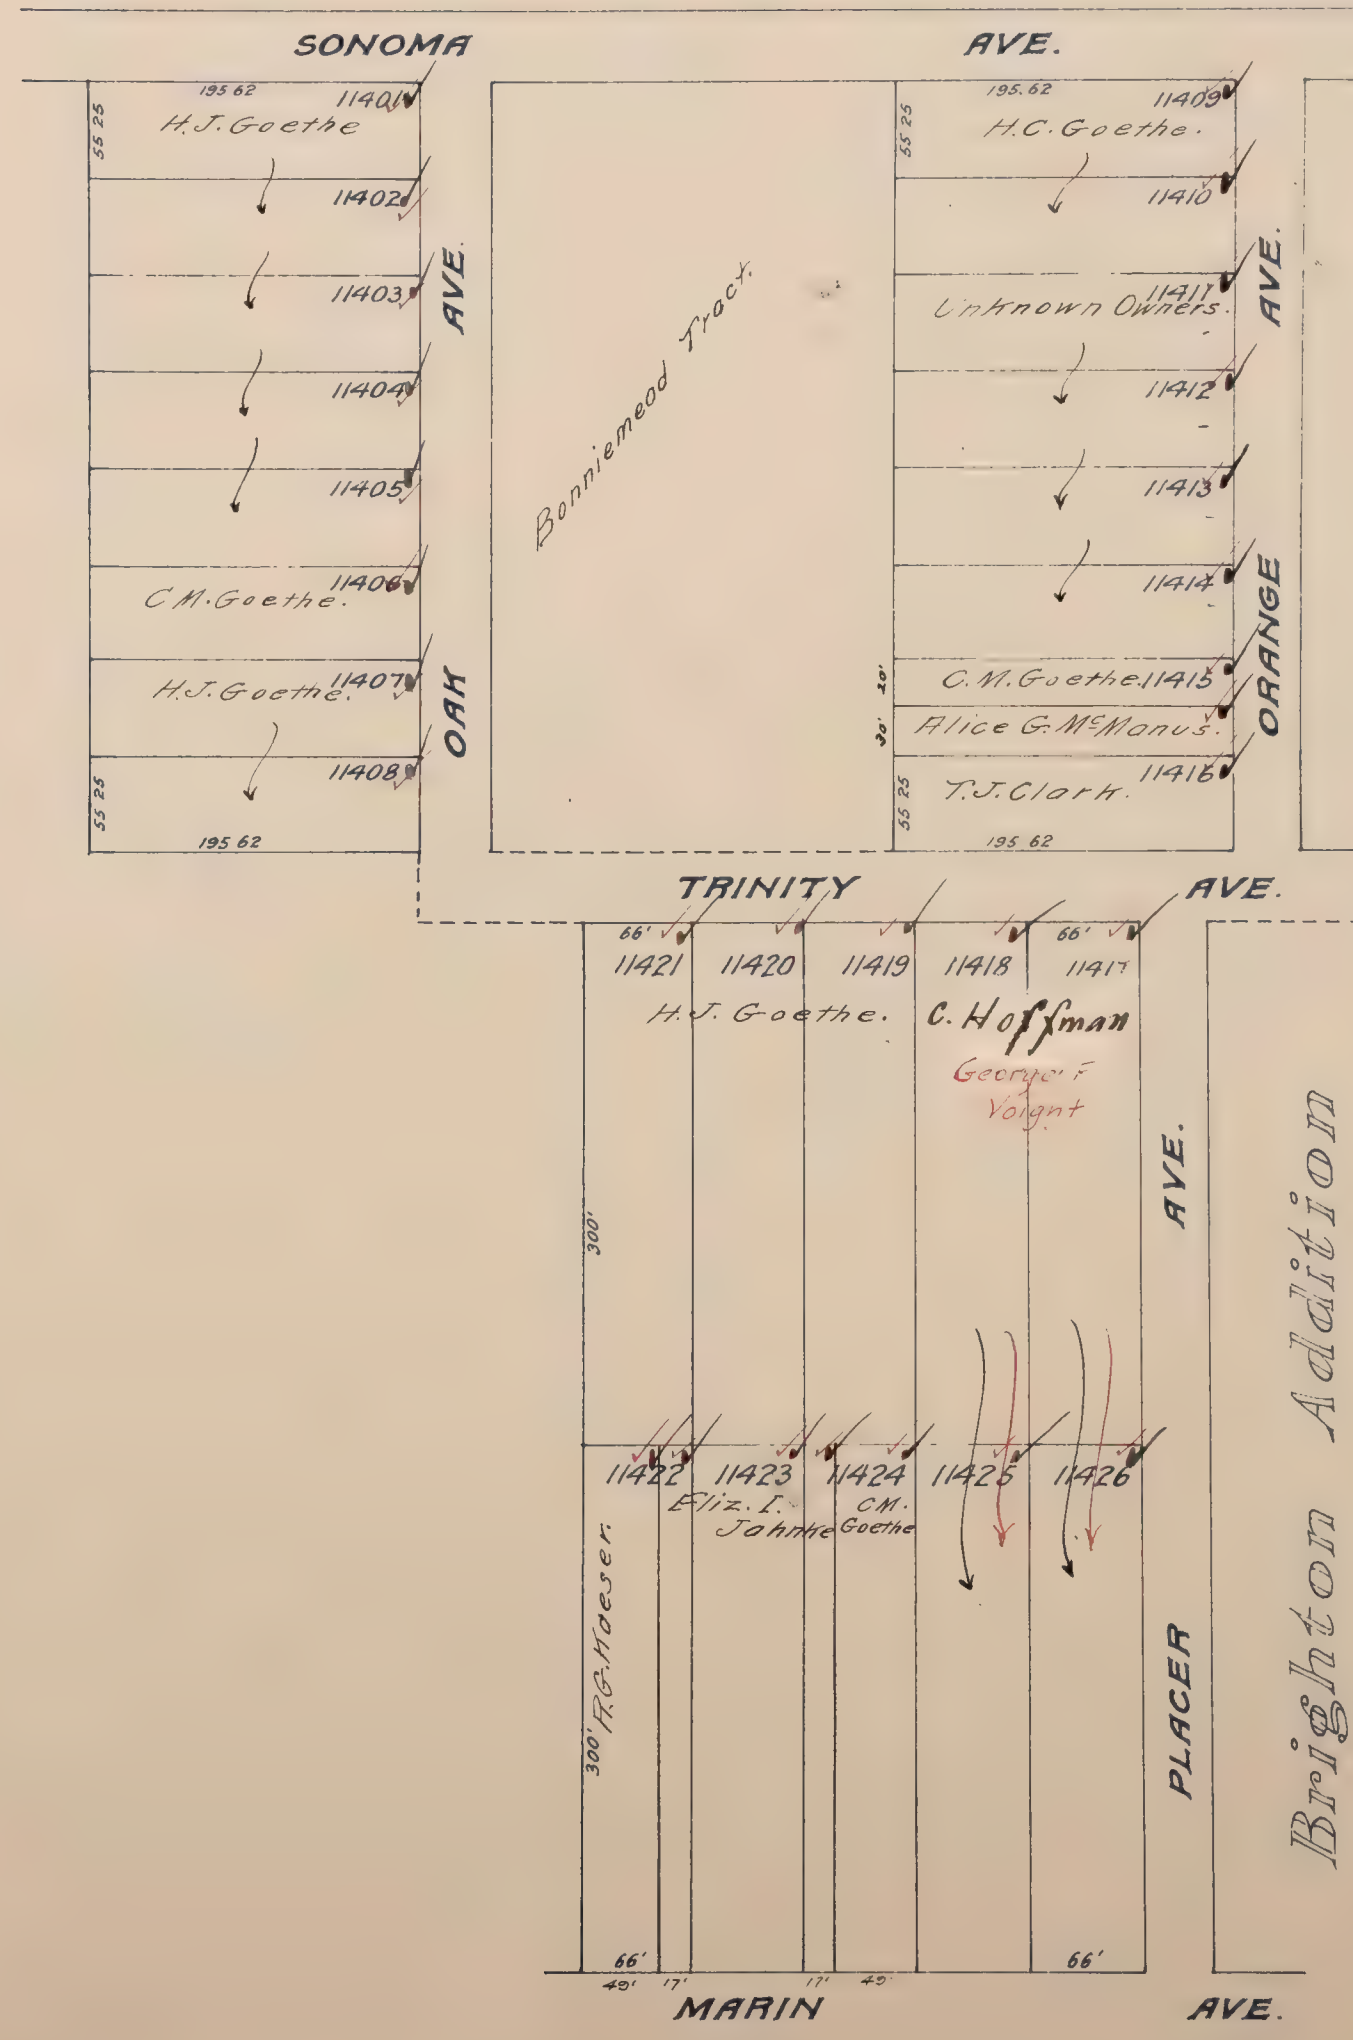 SONOMA AVE.
195 62
11401
H.J. Goethe
55 25
11402
11403
11404
11405
11406
C M. Goethe.
11407
H.J. Goethe.
11408
55 25
195 62
OAK AVE.
Bonniemead Tract.
195.62
11409
H.C. Goethe.
55 25
11410
11411
Unknown Owners.
11412
11413
11414
20'
C.M. Goethe. 11415
30'
Alice G. McManus.
11416
T.J. Clark.
55 25
195 62
ORANGE AVE.
TRINITY AVE.
66' 66'
11421 11420 11419 11418 11417
H.J. Goethe. C. Hoffman
George F
Voignt
300'
11422 11423 11424 11425 11426
Eliz. I. C M.
Jahnke Goethe
300'
66' 66'
49' 17' 17' 49'
PLACER AVE.
MARIN AVE.
Brighton Addition